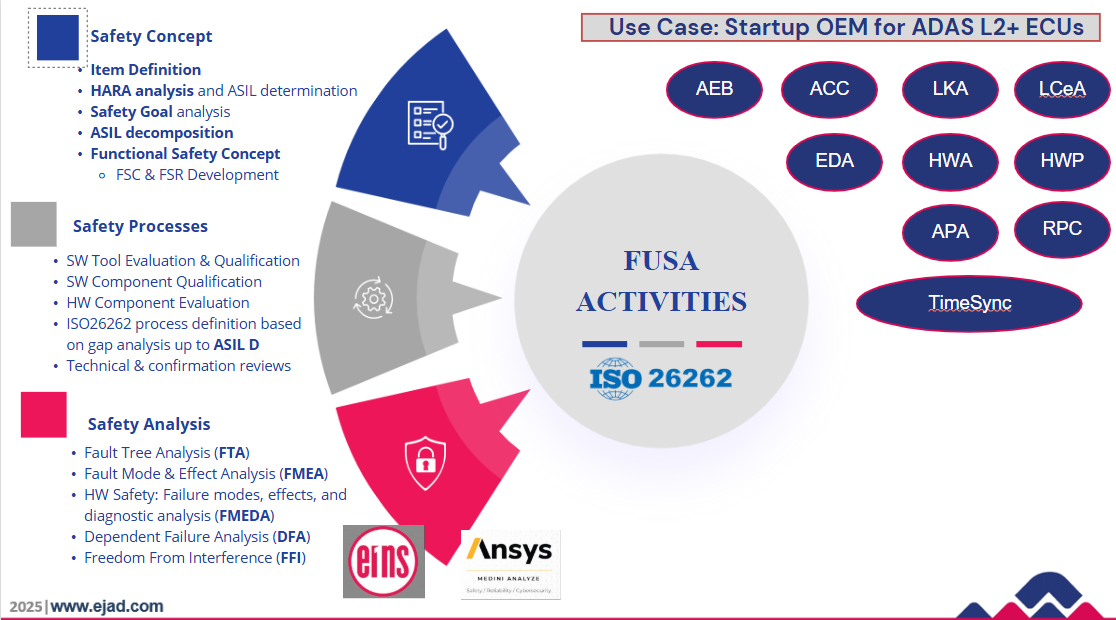 Safety Concept
• Item Definition
• HARA analysis and ASIL determination
• Safety Goal analysis
• ASIL decomposition
• Functional Safety Concept
○ FSC & FSR Development
Safety Processes
• SW Tool Evaluation & Qualification
• SW Component Qualification
• HW Component Evaluation
• ISO26262 process definition based
on gap analysis up to ASIL D
• Technical & confirmation reviews
Safety Analysis
• Fault Tree Analysis (FTA)
• Fault Mode & Effect Analysis (FMEA)
• HW Safety: Failure modes, effects, and
diagnostic analysis (FMEDA)
• Dependent Failure Analysis (DFA)
• Freedom From Interference (FFI)
FUSA
ACTIVITIES
ISO 26262
Use Case: Startup OEM for ADAS L2+ ECUs
AEB
ACC
LKA
LCeA
EDA
HWA
HWP
APA
RPC
TimeSync
eins
Ansys
MEDINI ANALYZE
Safety / Reliability / Cybersecurity
2025|www.ejad.com